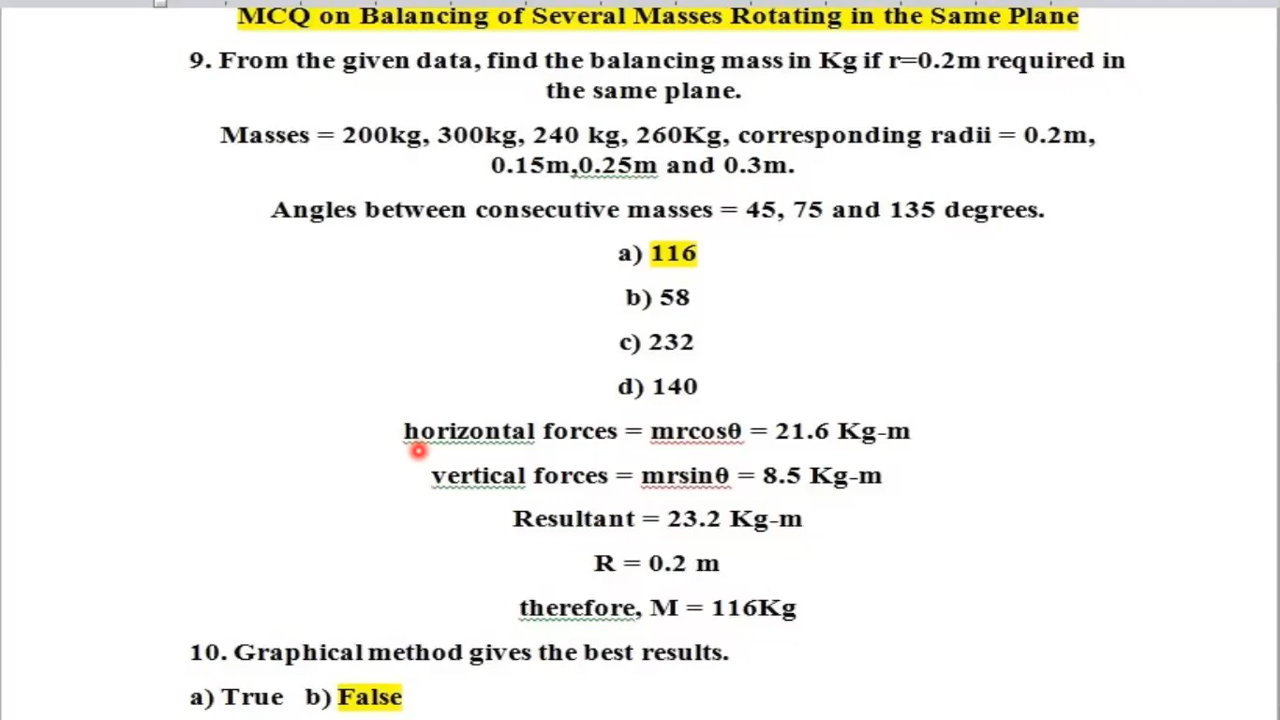 MCQ on Balancing of Several Masses Rotating in the Same Plane
9. From the given data, find the balancing mass in Kg if r=0.2m required in
the same plane.
Masses = 200kg, 300kg, 240 kg, 260Kg, corresponding radii = 0.2m,
0.15m,0.25m and 0.3m.
Angles between consecutive masses = 45, 75 and 135 degrees.
a) 116
b) 58
c) 232
d) 140
horizontal forces = mrcosθ = 21.6 Kg-m
vertical forces = mrsinθ = 8.5 Kg-m
Resultant = 23.2 Kg-m
R = 0.2 m
therefore, M = 116Kg
10. Graphical method gives the best results.
a) True b) False